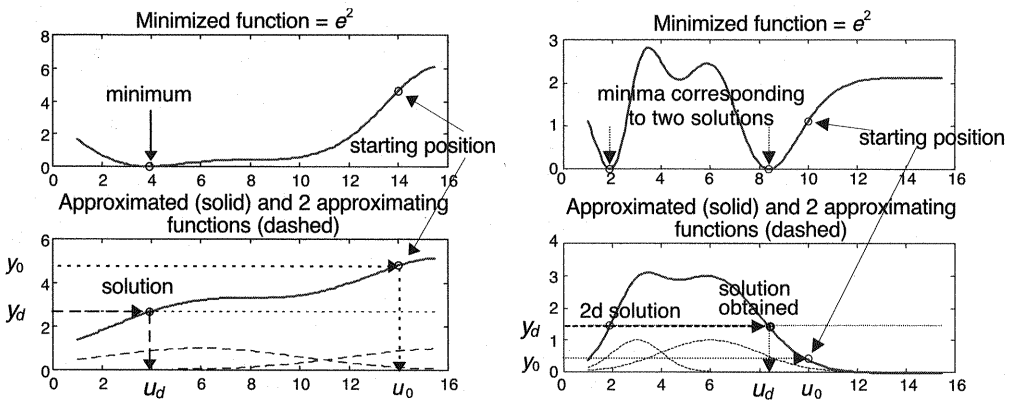 Minimized function = e²
8
6
4
2
0
minimum
starting position
0 2 4 6 8 10 12 14 16
Approximated (solid) and 2 approximating
functions (dashed)
6
4
2
0
y₀
y_d
solution
0 2 4 6 8 10 12 14 16
u_d u₀
Minimized function = e²
3
2
1
0
minima corresponding
to two solutions
starting position
0 2 4 6 8 10 12 14 16
Approximated (solid) and 2 approximating
functions (dashed)
4
3
2
1
0
y_d
y₀
2d solution
solution
obtained
0 2 4 6 8 10 12 14 16
u_d u₀